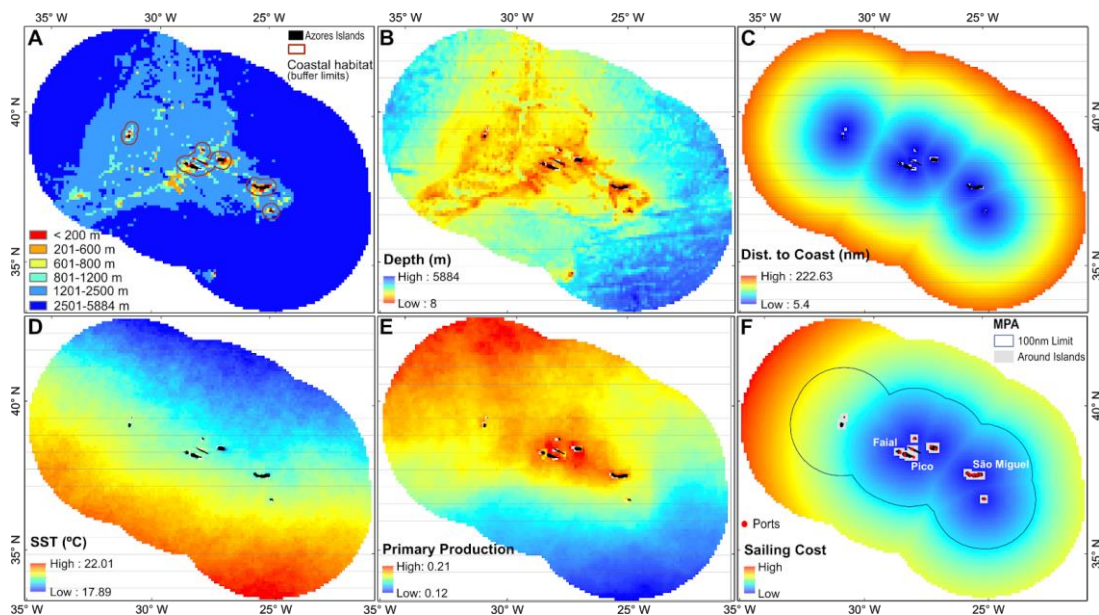 35° W 30° W 25° W 35° W 30° W 25° W 35° W 30° W 25° W
A
Azores Islands
Coastal habitat
(buffer limits)
< 200 m
201-600 m
601-800 m
801-1200 m
1201-2500 m
2501-5884 m
40° N
35° N
B
Depth (m)
High : 5884
Low : 8
C
Dist. to Coast (nm)
High : 222.63
Low : 5.4
40° N
35° N
D
SST (ºC)
High : 22.01
Low : 17.89
40° N
35° N
E
Primary Production
High: 0.21
Low : 0.12
F
MPA
100nm Limit
Around Islands
Faial
Pico
São Miguel
Ports
Sailing Cost
High
Low
40° N
35° N
35° W 30° W 25° W 35° W 30° W 25° W 35° W 30° W 25° W